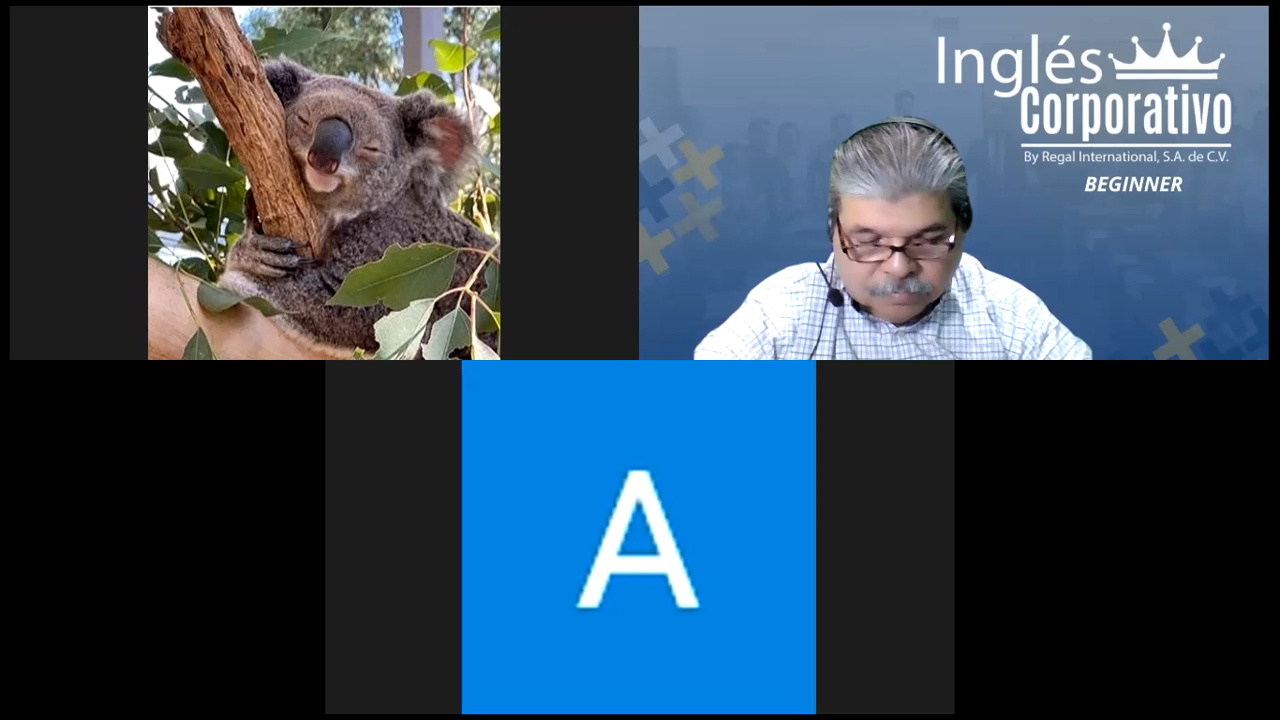 Inglés
Corporativo
By Regal International, S.A. de C.V.
BEGINNER
A